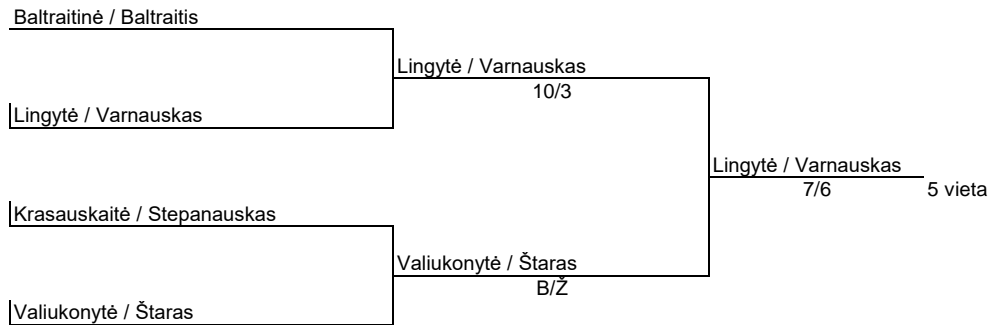 Baltraitinė / Baltraitis
Lingytė / Varnauskas
10/3
Lingytė / Varnauskas
Lingytė / Varnauskas
7/6
5 vieta
Krasauskaitė / Stepanauskas
Valiukonytė / Štaras
B/Ž
Valiukonytė / Štaras